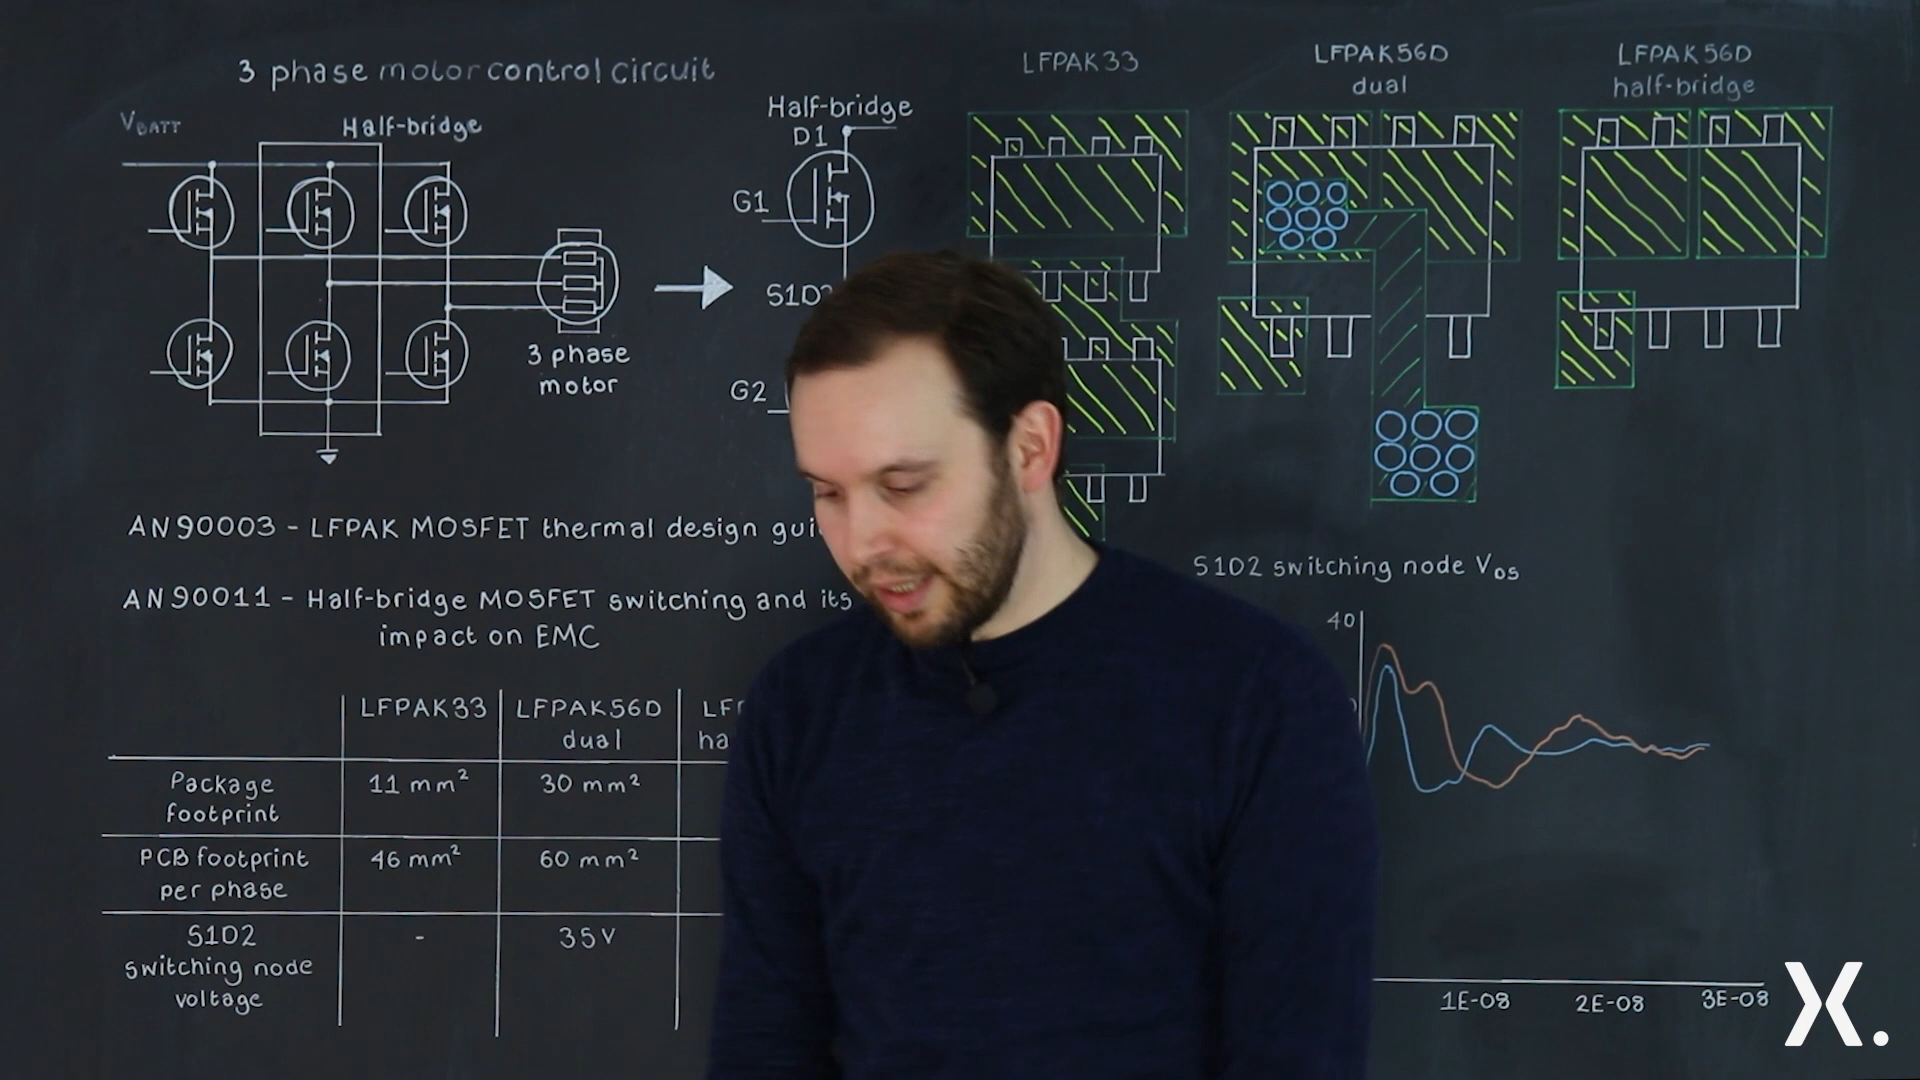 3 phase motor control circuit
VBATT
Half-bridge
3 phase
motor
Half-bridge
D1
G1
G2
LFPAK33
LFPAK56D
dual
LFPAK56D
half-bridge
AN90003 - LFPAK MOSFET thermal design
AN90011 - Half-bridge MOSFET switching and its
impact on EMC
LFPAK33
LFPAK56D
dual
Package
footprint
11 mm²
30 mm²
PCB footprint
per phase
46 mm²
60 mm²
S1D2
switching node
voltage
-
35V
S1D2 switching node VDS
40
1E-08
2E-08
3E-08
X.